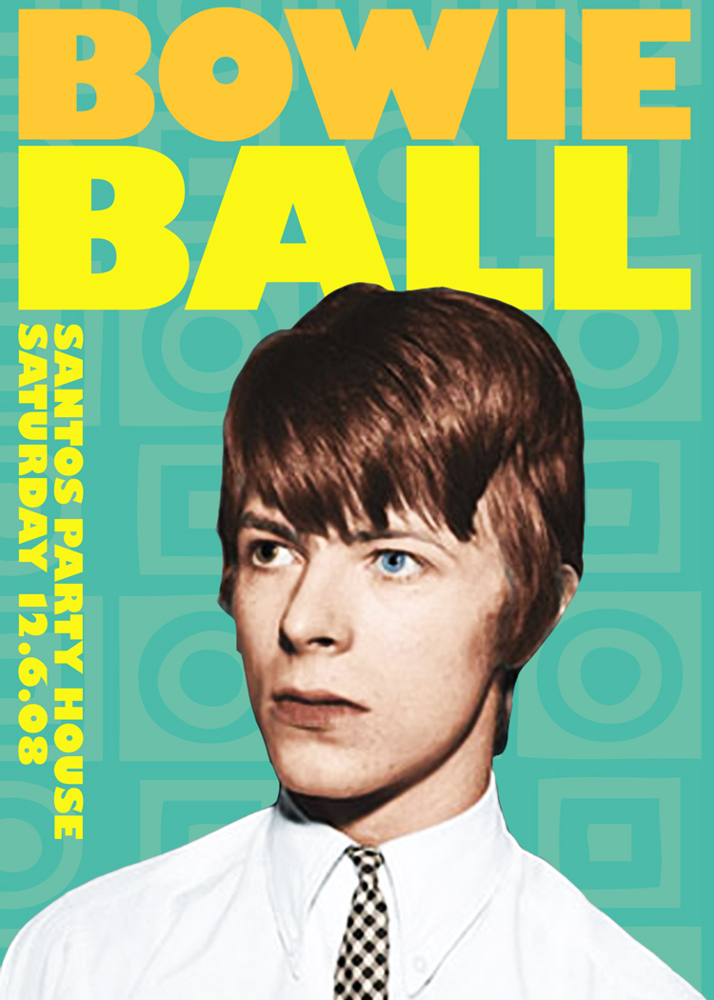 BOWIE
BALL
SANTOS PARTY HOUSE
SATURDAY 12.6.08